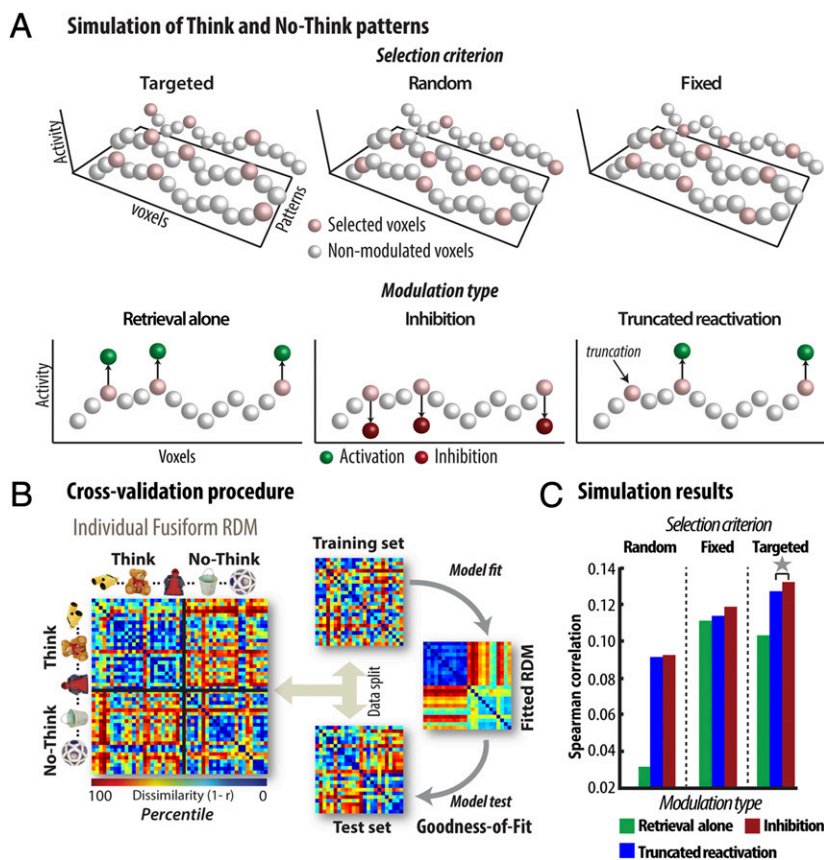 A Simulation of Think and No-Think patterns
Selection criterion
Targeted Random Fixed
Activity
voxels
Patterns
Selected voxels
Non-modulated voxels
Modulation type
Retrieval alone Inhibition Truncated reactivation
truncation
Activity
Voxels
Activation Inhibition
B Cross-validation procedure
Individual Fusiform RDM
Think No-Think
Think
No-Think
100 Dissimilarity (1- r) 0
Percentile
Training set
Model fit
Data split
Fitted RDM
Model test
Test set
Goodness-of-Fit
C Simulation results
Selection criterion
Random Fixed Targeted
Spearman correlation
0.14
0.12
0.10
0.08
0.06
0.04
0.02
Modulation type
Retrieval alone Inhibition
Truncated reactivation